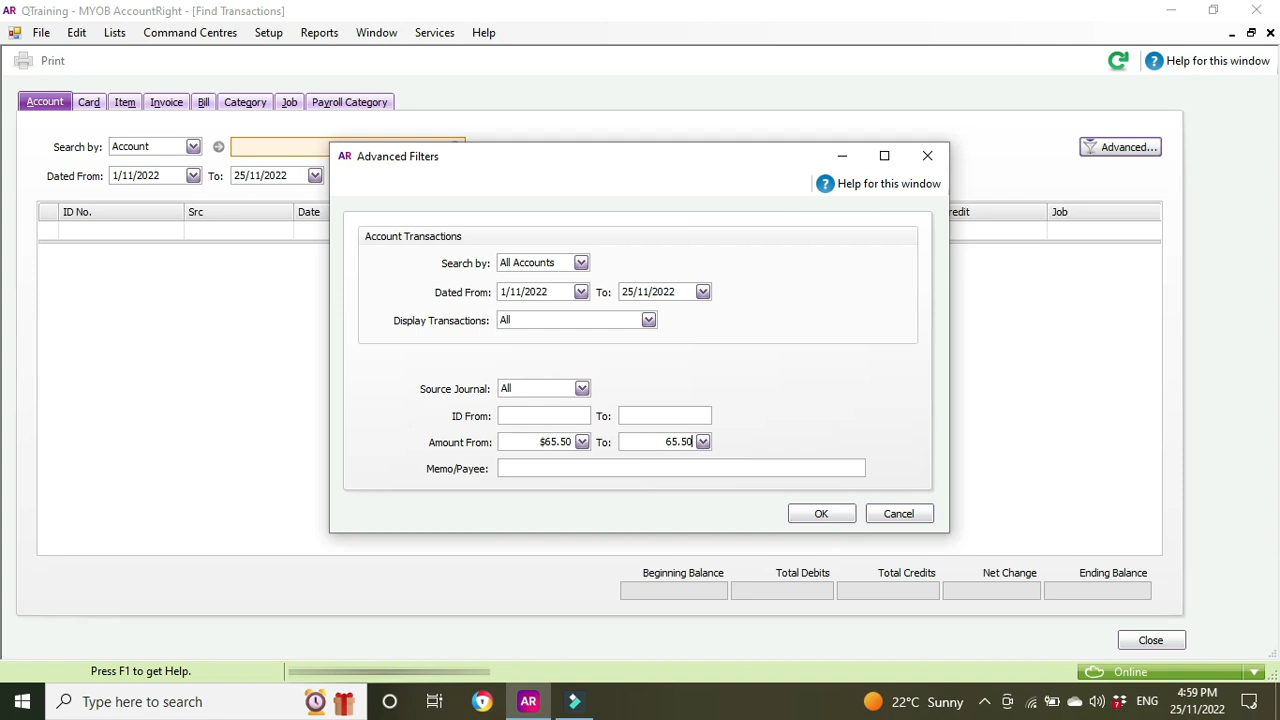 AR QTraining - MYOB AccountRight - [Find Transactions]
File Edit Lists Command Centres Setup Reports Window Services Help
Print
? Help for this window
Account Card Item Invoice Bill Category Job Payroll Category
Search by: Account
Advanced...
Dated From: 1/11/2022 To: 25/11/2022
ID No. Src Date edit Job
AR Advanced Filters
? Help for this window
Account Transactions
Search by: All Accounts
Dated From: 1/11/2022 To: 25/11/2022
Display Transactions: All
Source Journal: All
ID From: To:
Amount From: $65.50 To: 65.50
Memo/Payee:
OK Cancel
Beginning Balance Total Debits Total Credits Net Change Ending Balance
Close
Press F1 to get Help.
Online
Type here to search
AR
22°C Sunny
ENG
4:59 PM
25/11/2022